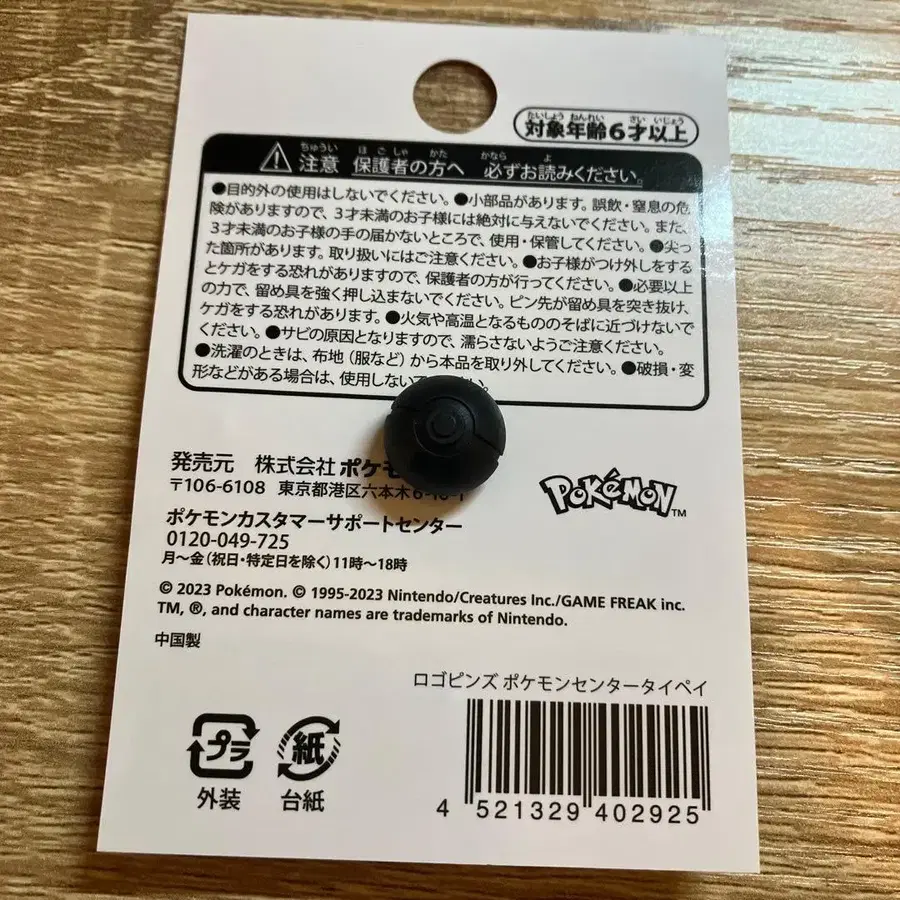 たいしょう ねんれい さい いじょう
対象年齢6才以上
ちゅうい ほごしゃ かた かなら よ
注意 保護者の方へ 必ずお読みください。
●目的外の使用はしないでください。●小部品があります。誤飲・窒息の危
険がありますので、3才未満のお子様には絶対に与えないでください。また、
3才未満のお子様の手の届かないところで、使用・保管してください。●尖っ
た箇所があります。取り扱いにはご注意ください。●お子様がつけ外しをする
とケガをする恐れがありますので、保護者の方が行ってください。●必要以上
の力で、留め具を強く押し込まないでください。ピン先が留め具を突き抜け、
ケガをする恐れがあります。●火気や高温となるもののそばに近づけないで
ください。●サビの原因となりますので、濡らさないようご注意ください。
●洗濯のときは、布地（服など）から本品を取り外してください。●破損・変
形などがある場合は、使用しないでください。
発売元 株式会社 ポケモ
〒106-6108 東京都港区六本木6-10-1
ポケモンカスタマーサポートセンター
0120-049-725
月～金（祝日・特定日を除く）11時～18時
POKéMON™
© 2023 Pokémon. © 1995-2023 Nintendo/Creatures Inc./GAME FREAK inc.
TM, ®, and character names are trademarks of Nintendo.
中国製
ロゴピンズ ポケモンセンタータイペイ
プラ
外装
紙
台紙
4 521329 402925